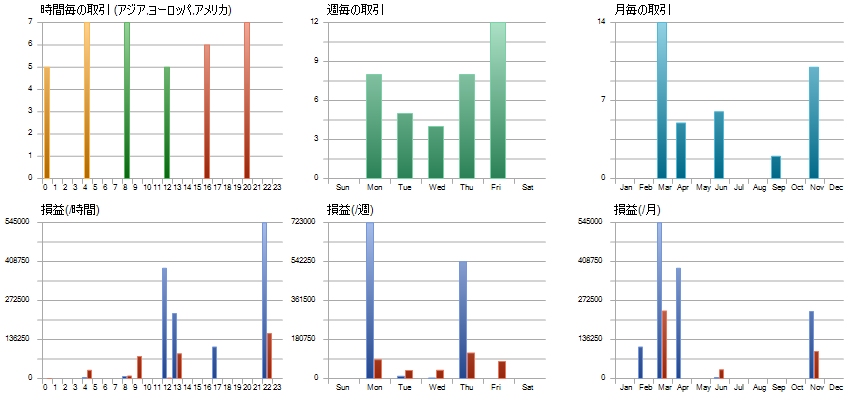 時間毎の取引 (アジア,ヨーロッパ,アメリカ)
7
6
5
4
3
2
1
0
0 1 2 3 4 5 6 7 8 9 10 11 12 13 14 15 16 17 18 19 20 21 22 23
週毎の取引
12
9
6
3
0
Sun Mon Tue Wed Thu Fri Sat
月毎の取引
14
7
0
Jan Feb Mar Apr May Jun Jul Aug Sep Oct Nov Dec
損益(/時間)
545000
408750
272500
136250
0
0 1 2 3 4 5 6 7 8 9 10 11 12 13 14 15 16 17 18 19 20 21 22 23
損益(/週)
723000
542250
361500
180750
0
Sun Mon Tue Wed Thu Fri Sat
損益(/月)
545000
408750
272500
136250
0
Jan Feb Mar Apr May Jun Jul Aug Sep Oct Nov Dec